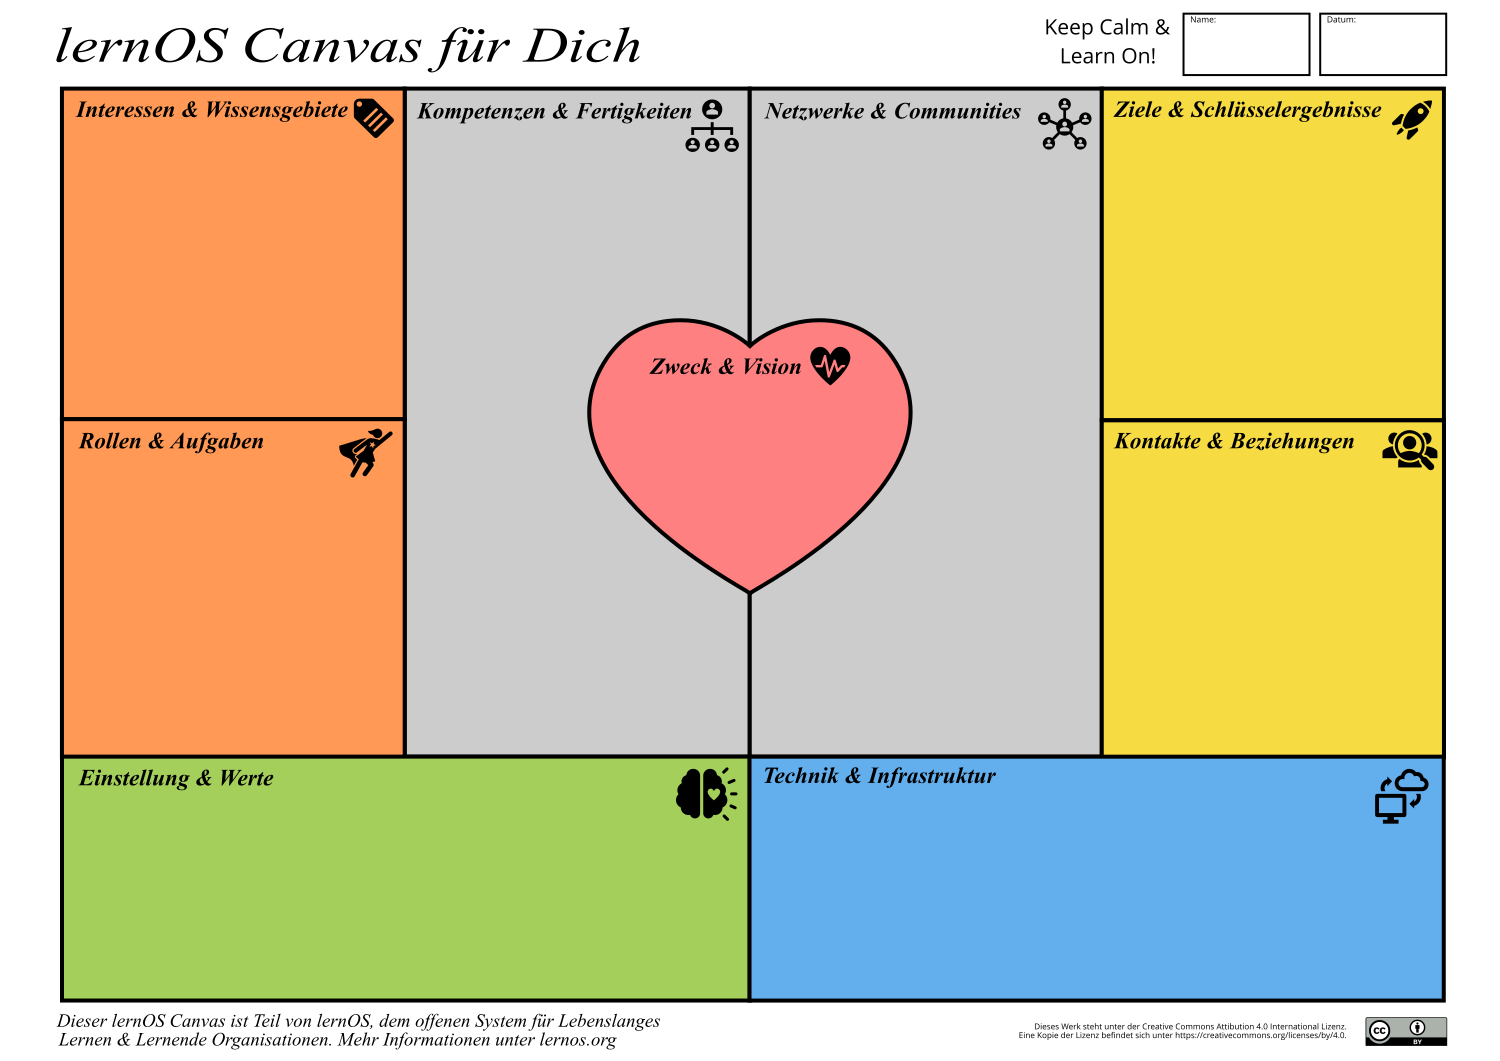 lernOS Canvas für Dich
Keep Calm &
Learn On!
Name:
Datum:
Interessen & Wissensgebiete
Kompetenzen & Fertigkeiten
Netzwerke & Communities
Ziele & Schlüsselergebnisse
Zweck & Vision
Rollen & Aufgaben
Kontakte & Beziehungen
Einstellung & Werte
Technik & Infrastruktur
Dieser lernOS Canvas ist Teil von lernOS, dem offenen System für Lebenslanges
Lernen & Lernende Organisationen. Mehr Informationen unter lernos.org
Dieses Werk steht unter der Creative Commons Attibution 4.0 International Lizenz.
Eine Kopie der Lizenz befindet sich unter https://creativecommons.org/licenses/by/4.0.
cc
BY